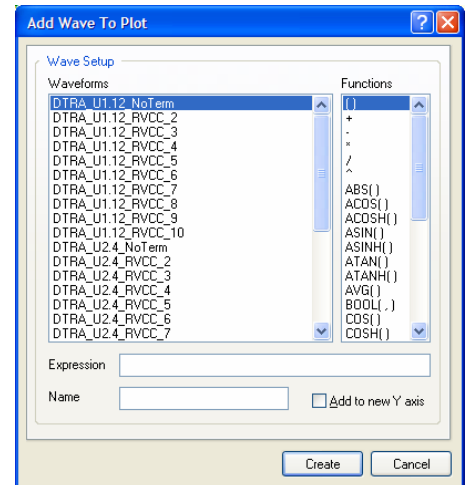 Add Wave To Plot
Wave Setup
Waveforms
DTRA_U1.12_NoTerm
DTRA_U1.12_RVCC_2
DTRA_U1.12_RVCC_3
DTRA_U1.12_RVCC_4
DTRA_U1.12_RVCC_5
DTRA_U1.12_RVCC_6
DTRA_U1.12_RVCC_7
DTRA_U1.12_RVCC_8
DTRA_U1.12_RVCC_9
DTRA_U1.12_RVCC_10
DTRA_U2.4_NoTerm
DTRA_U2.4_RVCC_2
DTRA_U2.4_RVCC_3
DTRA_U2.4_RVCC_4
DTRA_U2.4_RVCC_5
DTRA_U2.4_RVCC_6
DTRA_U2.4_RVCC_7
Functions
( )
+
-
*
/
^
ABS( )
ACOS( )
ACOSH( )
ASIN( )
ASINH( )
ATAN( )
ATANH( )
AVG( )
BOOL( , )
COS( )
COSH( )
Expression
Name
Add to new Y axis
Create
Cancel